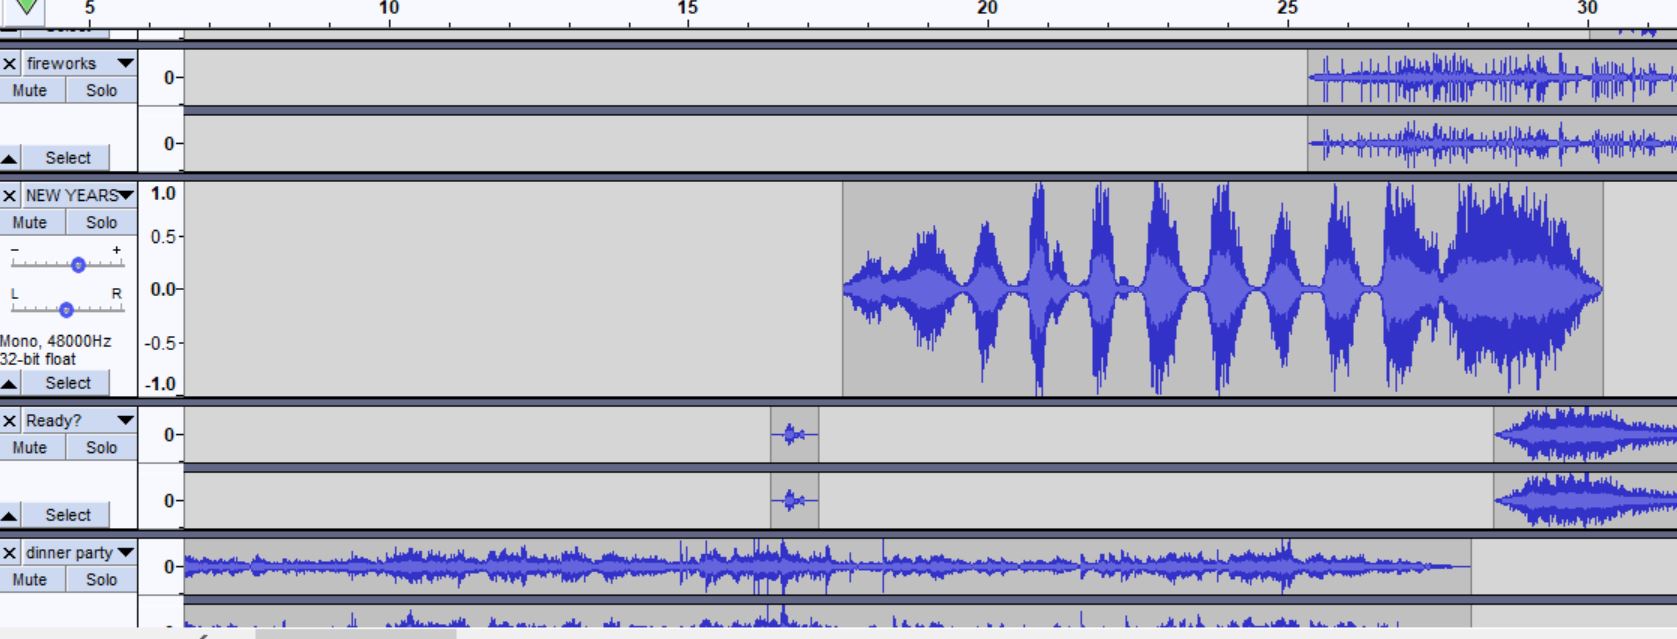 5 10 15 20 25 30
Select
fireworks
Mute Solo
0-
0-
Select
NEW YEARS
Mute Solo
- +
L R
Mono, 48000Hz
32-bit float
Select
1.0
0.5-
0.0-
-0.5-
-1.0
Ready?
Mute Solo
0-
0-
Select
dinner party
Mute Solo
0-